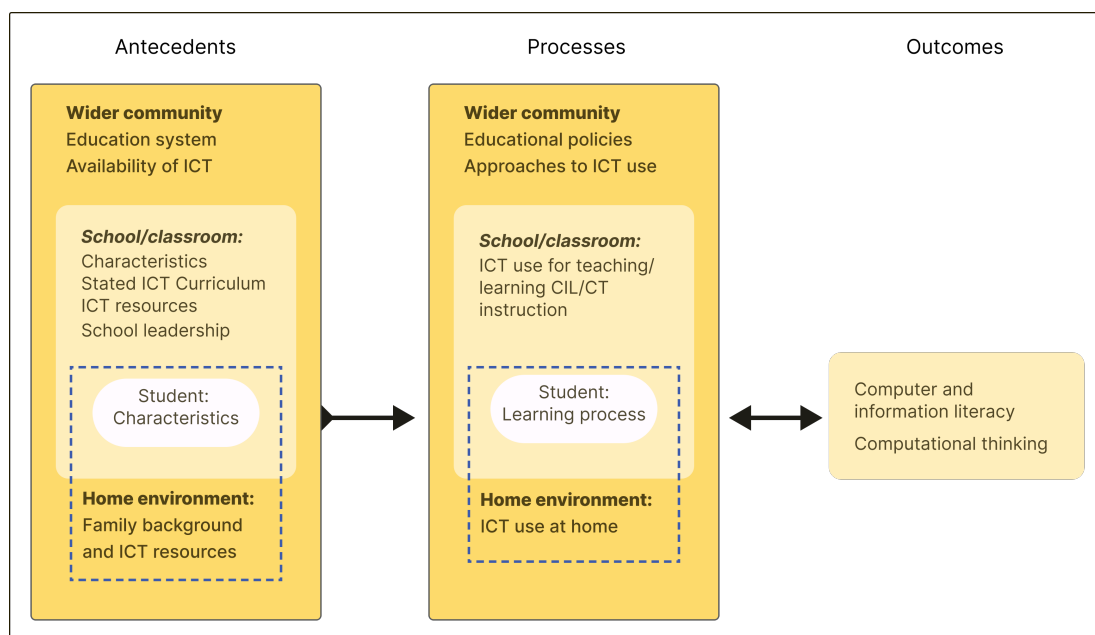 Antecedents
Processes
Outcomes
Wider community
Education system
Availability of ICT
School/classroom:
Characteristics
Stated ICT Curriculum
ICT resources
School leadership
Student:
Characteristics
Home environment:
Family background
and ICT resources
Wider community
Educational policies
Approaches to ICT use
School/classroom:
ICT use for teaching/
learning CIL/CT
instruction
Student:
Learning process
Home environment:
ICT use at home
Computer and
information literacy
Computational thinking